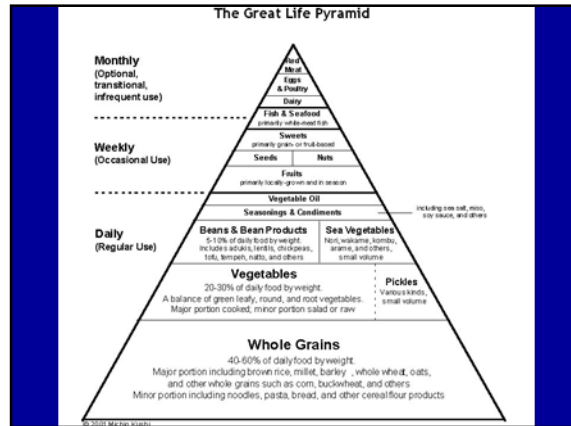 The Great Life Pyramid
Monthly
(Optional,
transitional,
infrequent use)
Red
Meat
Eggs
& Poultry
Dairy
Fish & Seafood
primarily white-meat fish
Weekly
(Occasional Use)
Sweets
primarily grain- or fruit-based
Seeds
Nuts
Fruits
primarily locally-grown and in season
Daily
(Regular Use)
Vegetable Oil
Seasonings & Condiments
including sea salt, miso,
soy sauce, and others
Beans & Bean Products
5-10% of daily food by weight.
Includes adukis, lentils, chickpeas,
tofu, tempeh, natto, and others
Sea Vegetables
Nori, wakame, kombu,
arame, and others,
small volume
Vegetables
20-30% of daily food by weight.
A balance of green leafy, round, and root vegetables.
Major portion cooked; minor portion salad or raw
Pickles
Various kinds,
small volume
Whole Grains
40-60% of daily food by weight.
Major portion including brown rice, millet, barley , whole wheat, oats,
and other whole grains such as corn, buckwheat, and others
Minor portion including noodles, pasta, bread, and other cereal flour products
© 2001 Michio Kushi